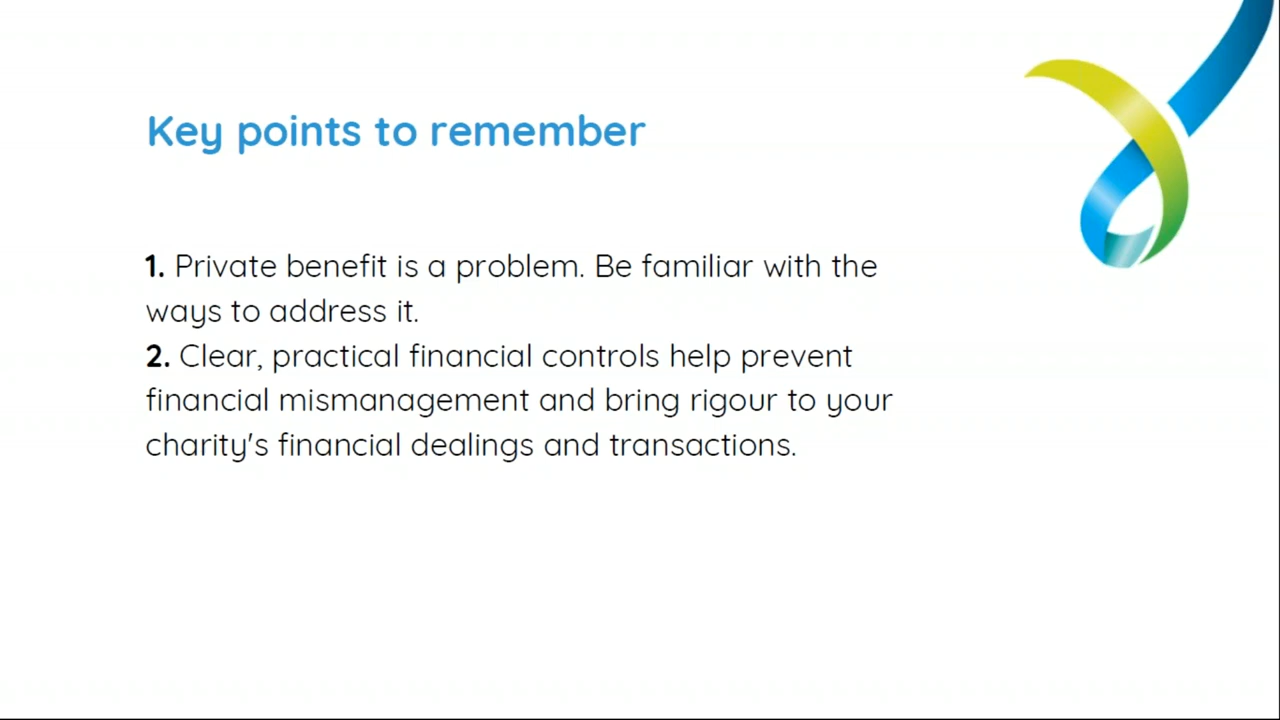 Key points to remember
1. Private benefit is a problem. Be familiar with the
ways to address it.
2. Clear, practical financial controls help prevent
financial mismanagement and bring rigour to your
charity's financial dealings and transactions.